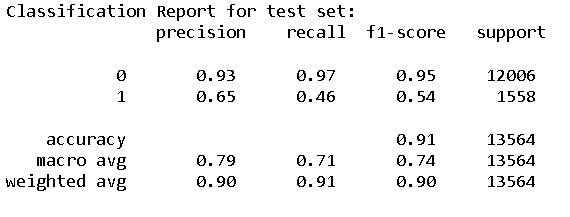 Classification Report for test set:
precision recall f1-score support
0 0.93 0.97 0.95 12006
1 0.65 0.46 0.54 1558
accuracy 0.91 13564
macro avg 0.79 0.71 0.74 13564
weighted avg 0.90 0.91 0.90 13564